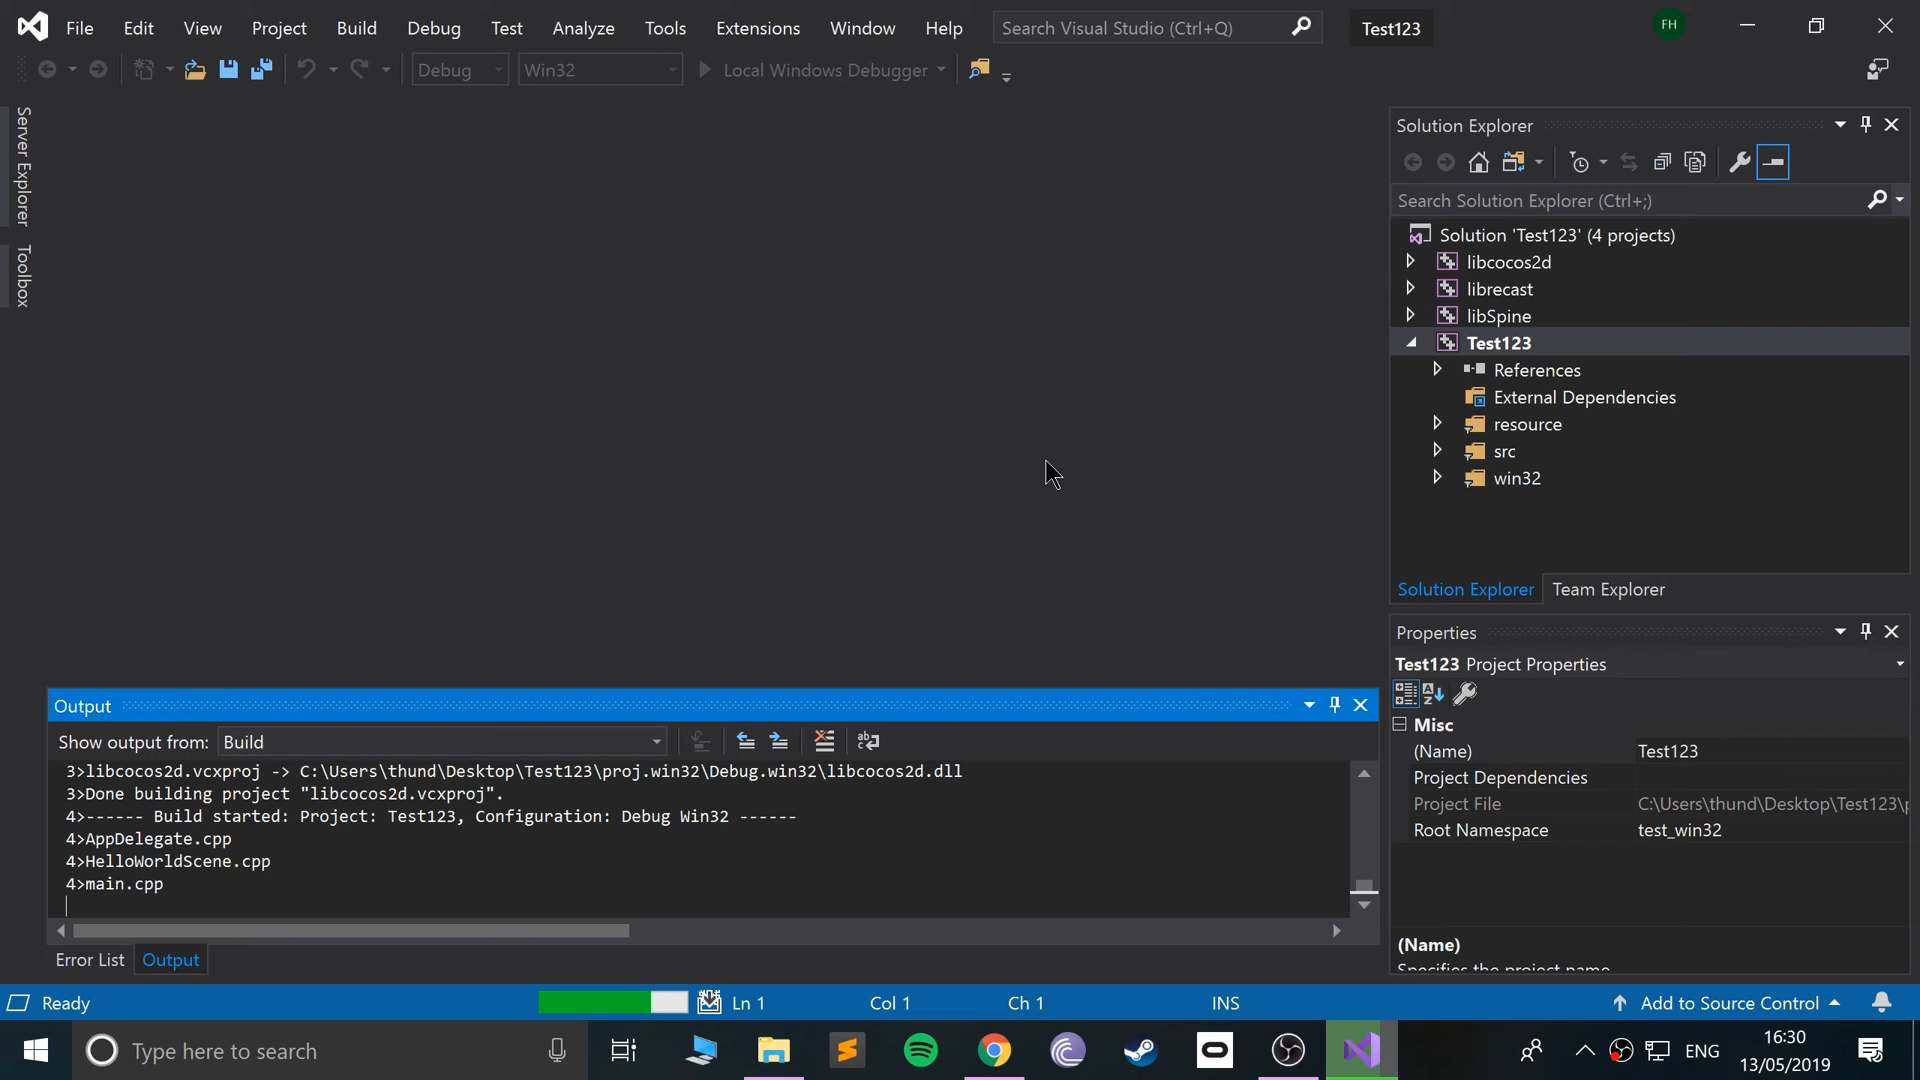 File Edit View Project Build Debug Test Analyze Tools Extensions Window Help Search Visual Studio (Ctrl+Q) Test123 FH
Debug Win32 Local Windows Debugger
Server Explorer
Toolbox
Solution Explorer
Search Solution Explorer (Ctrl+;)
Solution 'Test123' (4 projects)
libcocos2d
librecast
libSpine
Test123
References
External Dependencies
resource
src
win32
Solution Explorer Team Explorer
Properties
Test123 Project Properties
Misc
(Name) Test123
Project Dependencies
Project File C:\Users\thund\Desktop\Test123\
Root Namespace test_win32
(Name)
Specifies the project name
Output
Show output from: Build
3>libcocos2d.vcxproj -> C:\Users\thund\Desktop\Test123\proj.win32\Debug.win32\libcocos2d.dll
3>Done building project "libcocos2d.vcxproj".
4>------ Build started: Project: Test123, Configuration: Debug Win32 ------
4>AppDelegate.cpp
4>HelloWorldScene.cpp
4>main.cpp
Error List Output
Ready Ln 1 Col 1 Ch 1 INS Add to Source Control
Type here to search ENG 16:30
13/05/2019